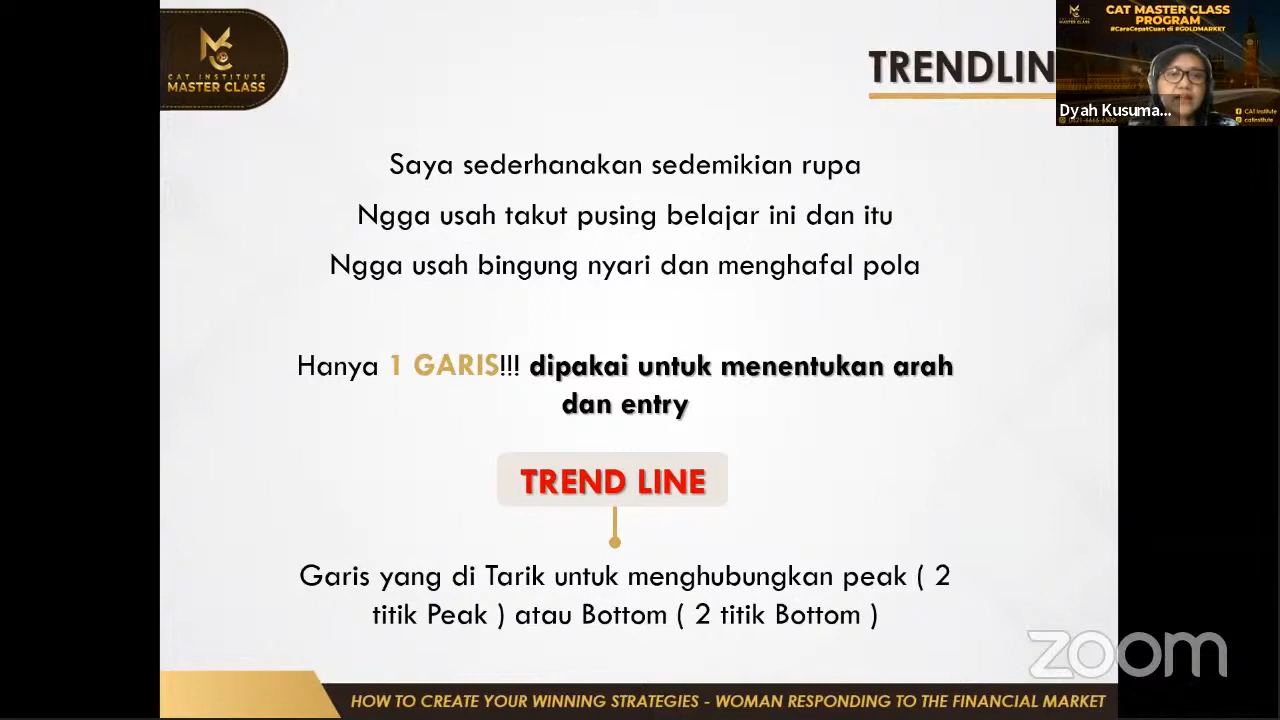 CAT INSTITUTE
MASTER CLASS
TRENDLIN
CAT MASTER CLASS
PROGRAM
#CaraCepatCuan di #GOLDMARKET
Dyah Kusuma...
CAT Institute
catinstitute
Saya sederhanakan sedemikian rupa
Ngga usah takut pusing belajar ini dan itu
Ngga usah bingung nyari dan menghafal pola
Hanya 1 GARIS!!! dipakai untuk menentukan arah
dan entry
TREND LINE
Garis yang di Tarik untuk menghubungkan peak ( 2
titik Peak ) atau Bottom ( 2 titik Bottom )
zoom
HOW TO CREATE YOUR WINNING STRATEGIES - WOMAN RESPONDING TO THE FINANCIAL MARKET